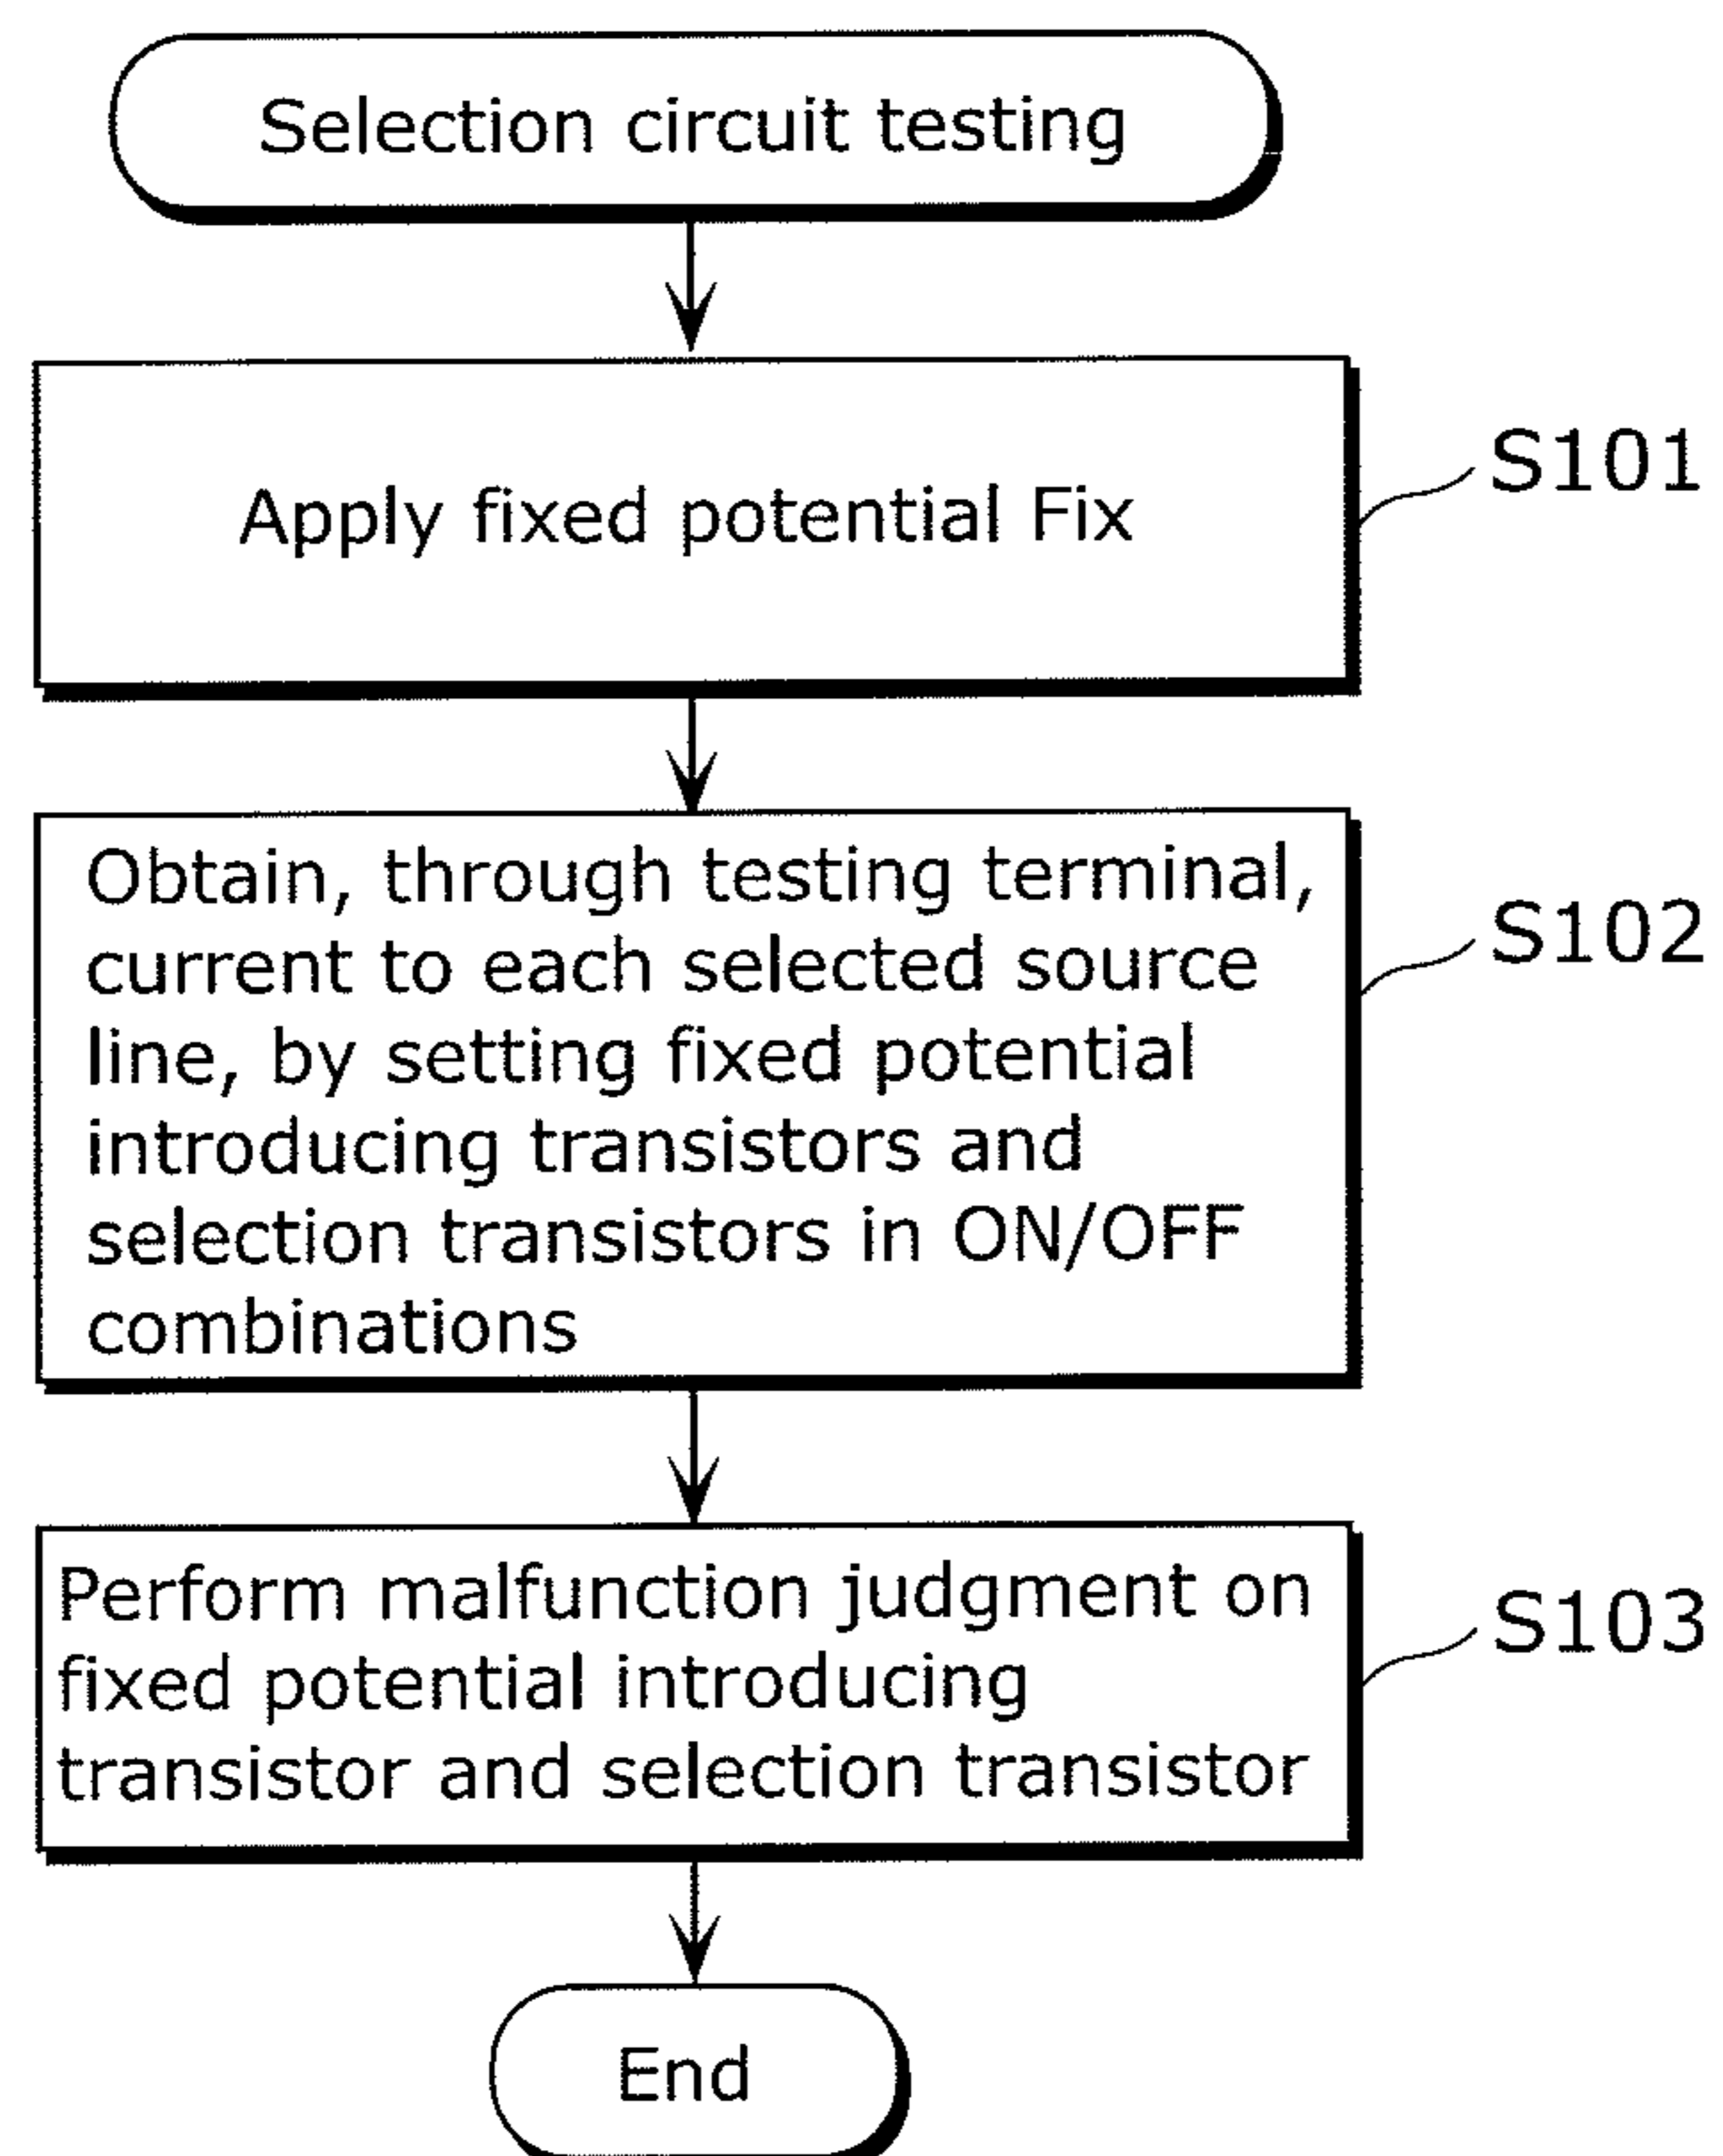 Selection circuit testing
Apply fixed potential Fix
S101
Obtain, through testing terminal,
current to each selected source
line, by setting fixed potential
introducing transistors and
selection transistors in ON/OFF
combinations
S102
Perform malfunction judgment on
fixed potential introducing
transistor and selection transistor
S103
End